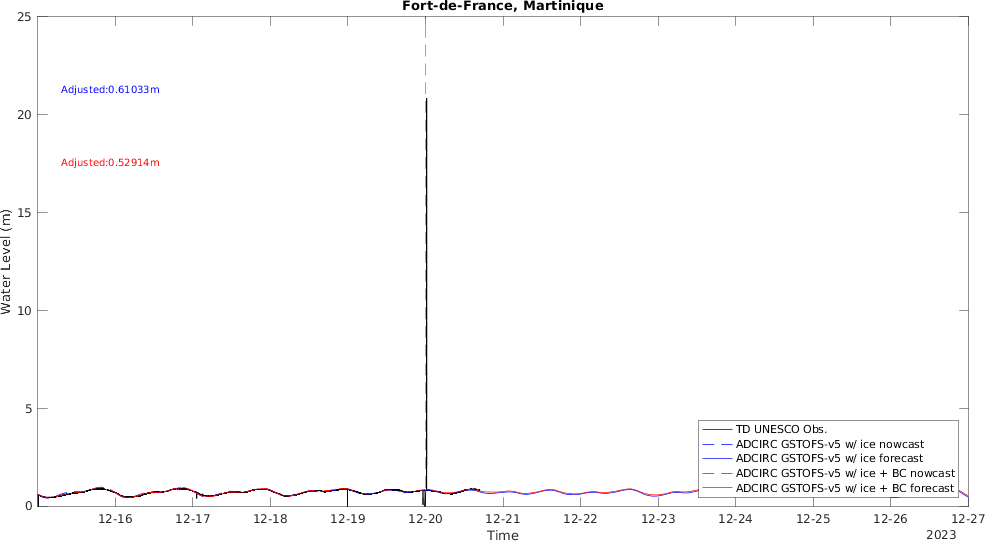 Fort-de-France, Martinique
25
20
15
10
5
0
Water Level (m)
Adjusted:0.61033m
Adjusted:0.52914m
TD UNESCO Obs.
ADCIRC GSTOFS-v5 w/ ice nowcast
ADCIRC GSTOFS-v5 w/ ice forecast
ADCIRC GSTOFS-v5 w/ ice + BC nowcast
ADCIRC GSTOFS-v5 w/ ice + BC forecast
12-16 12-17 12-18 12-19 12-20 12-21 12-22 12-23 12-24 12-25 12-26 12-27
Time
2023